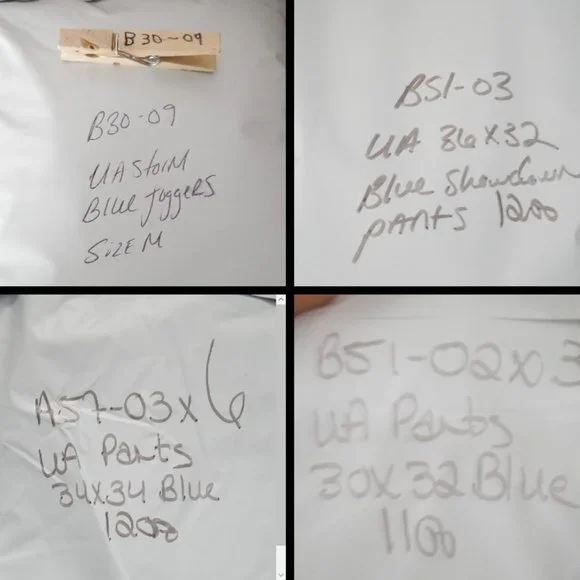 B30-09
B30-09
UA Storm
Blue Joggers
Size M
B51-03
UA 36x32
Blue Showdown
pants 1200
A57-03x6
UA Pants
34x34 Blue
1200
B51-02x3
UA Pants
30x32 Blue
1100